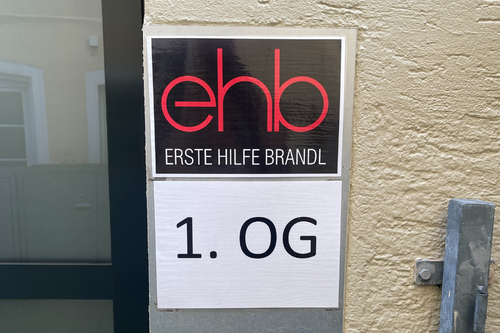 ehb
ERSTE HILFE BRANDL
1. OG